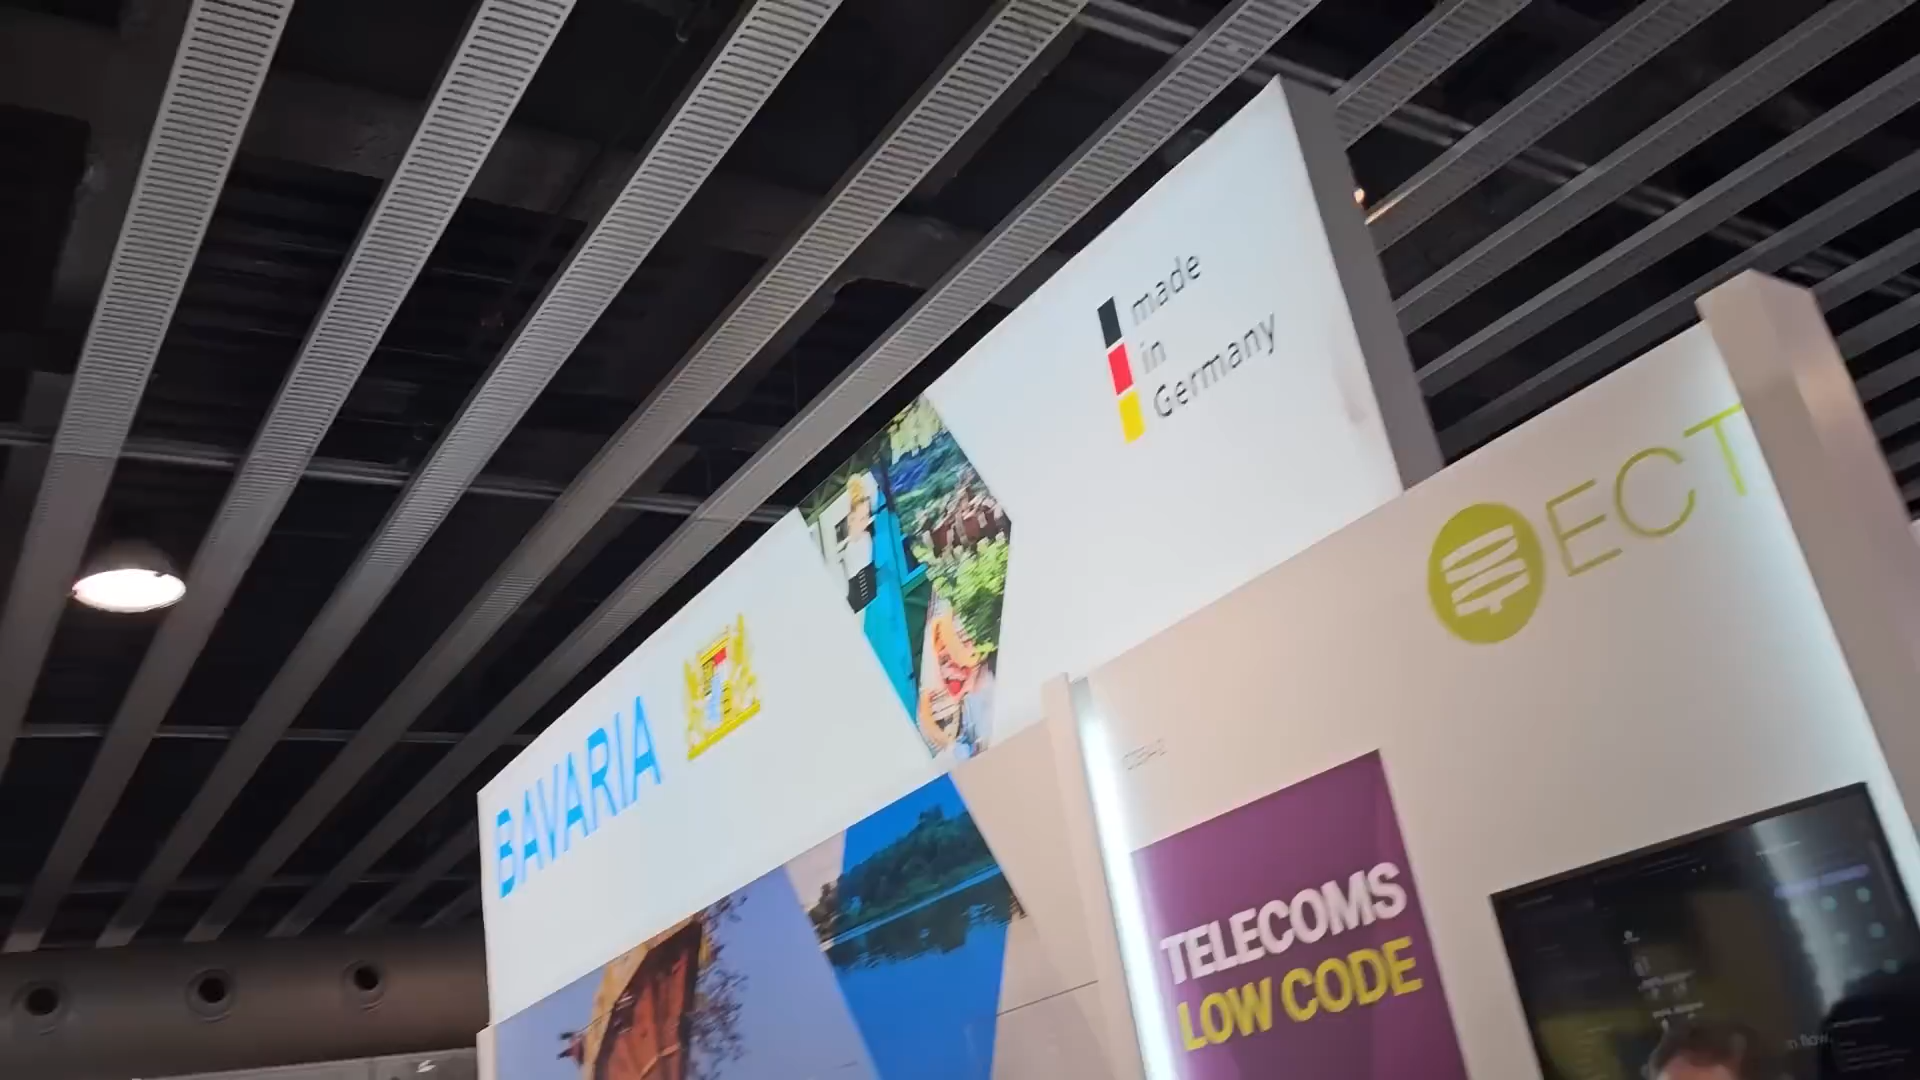 made
in
Germany
BAVARIA
ECT
TELECOMS
LOW CODE